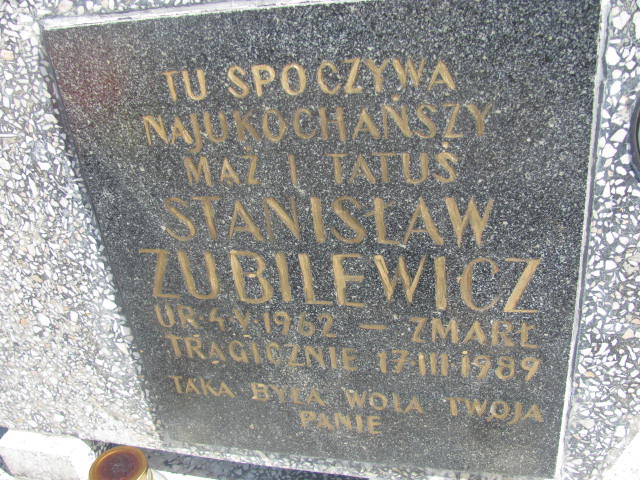 TU SPOCZYWA
NAJUKOCHAŃSZY
MĄŻ I TATUŚ
STANISŁAW
ZUBILEWICZ
UR 4 V 1962 — ZMARŁ
TRAGICZNIE 17 III 1989
TAKA BYŁA WOLA TWOJA
PANIE